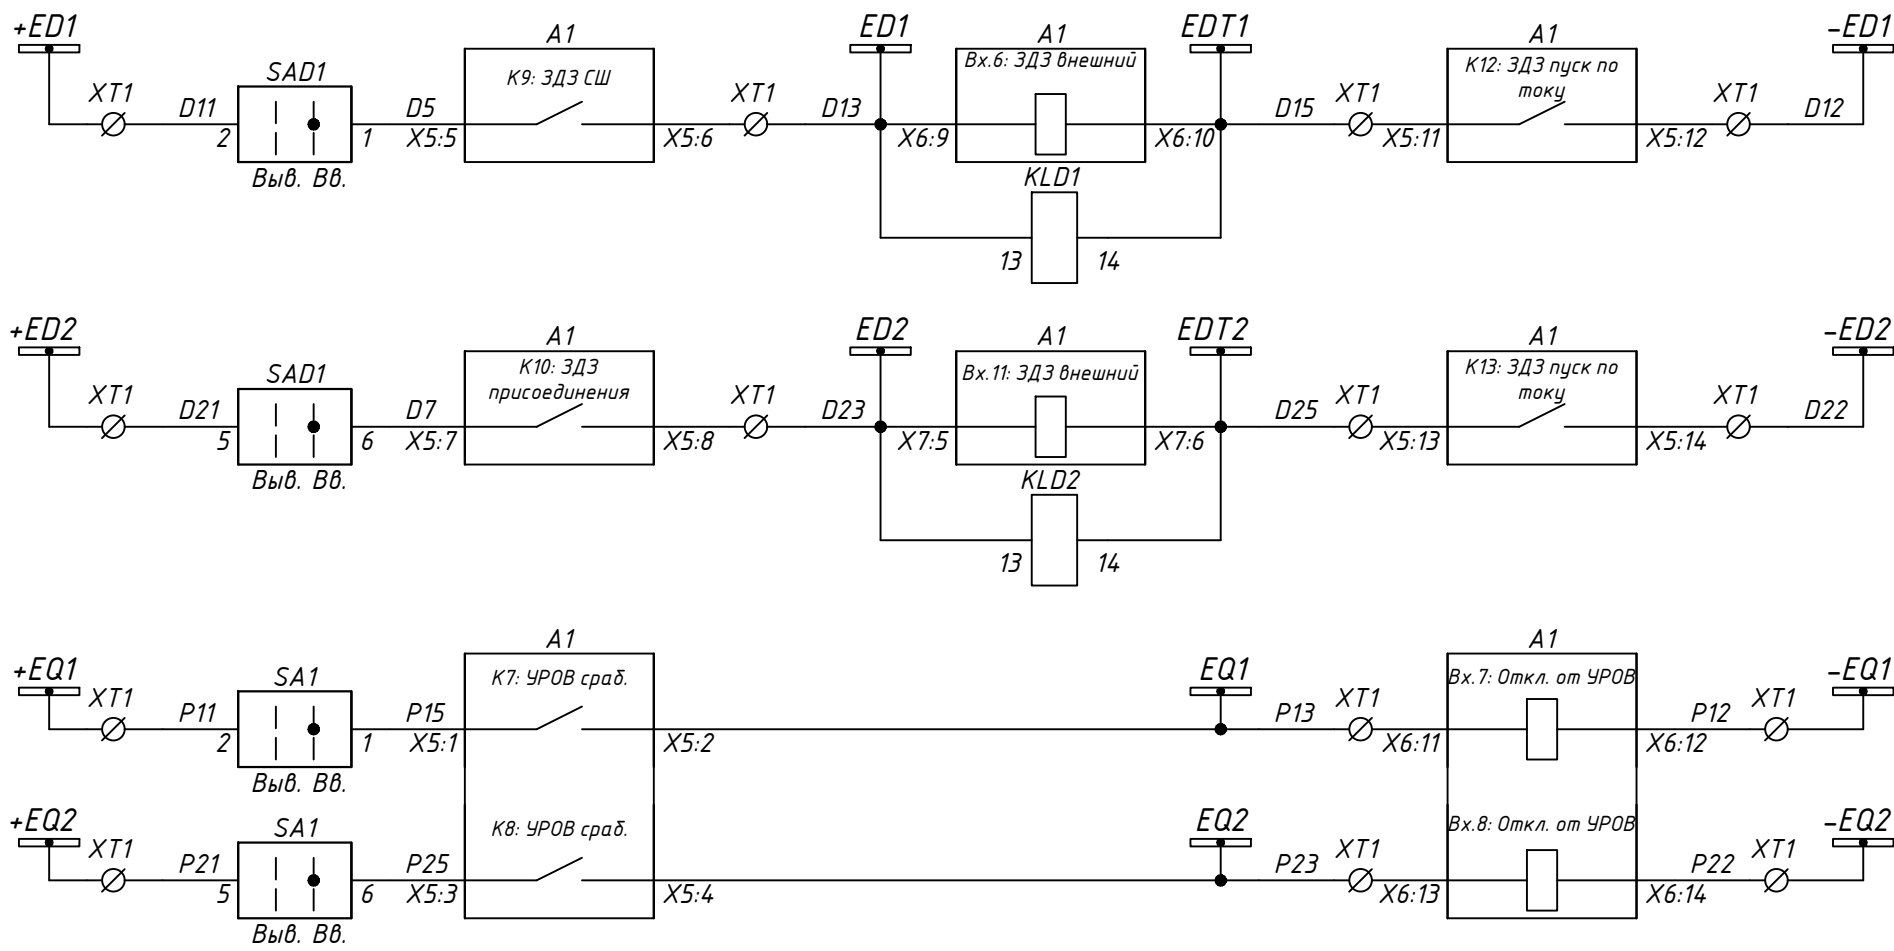 +ED1
XT1
D11
2
SAD1
1
Выв. Вв.
D5
X5:5
A1
K9: ЗДЗ СШ
X5:6
XT1
D13
ED1
X6:9
A1
Вх.6: ЗДЗ внешний
X6:10
KLD1
13
14
EDT1
D15
XT1
X5:11
A1
K12: ЗДЗ пуск по
току
X5:12
XT1
D12
-ED1
+ED2
XT1
D21
5
SAD1
6
Выв. Вв.
D7
X5:7
A1
K10: ЗДЗ
присоединения
X5:8
XT1
D23
ED2
X7:5
A1
Вх.11: ЗДЗ внешний
X7:6
KLD2
13
14
EDT2
D25
XT1
X5:13
A1
K13: ЗДЗ пуск по
току
X5:14
XT1
D22
-ED2
+EQ1
XT1
P11
2
SA1
1
Выв. Вв.
P15
X5:1
A1
K7: УРОВ сраб.
X5:2
EQ1
P13
XT1
X6:11
A1
Вх.7: Откл. от УРОВ
X6:12
P12
XT1
-EQ1
+EQ2
XT1
P21
5
SA1
6
Выв. Вв.
P25
X5:3
K8: УРОВ сраб.
X5:4
EQ2
P23
XT1
X6:13
Вх.8: Откл. от УРОВ
X6:14
P22
XT1
-EQ2